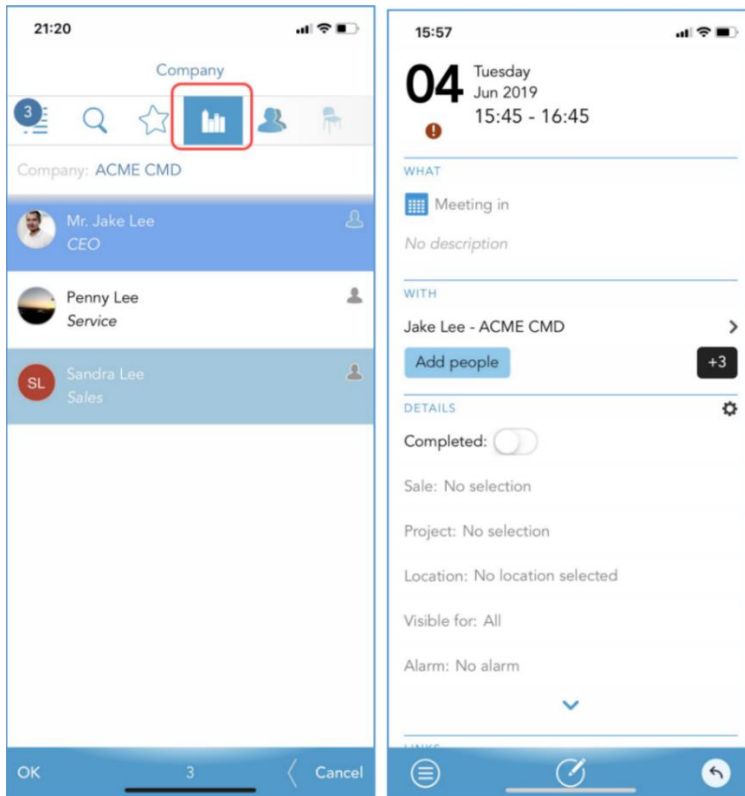 21:20
Company
3
Company: ACME CMD
Mr. Jake Lee
CEO
Penny Lee
Service
SL
Sandra Lee
Sales
OK
3
Cancel
15:57
04
Tuesday
Jun 2019
15:45 - 16:45
WHAT
Meeting in
No description
WITH
Jake Lee - ACME CMD
Add people
+3
DETAILS
Completed:
Sale: No selection
Project: No selection
Location: No location selected
Visible for: All
Alarm: No alarm
LINKS